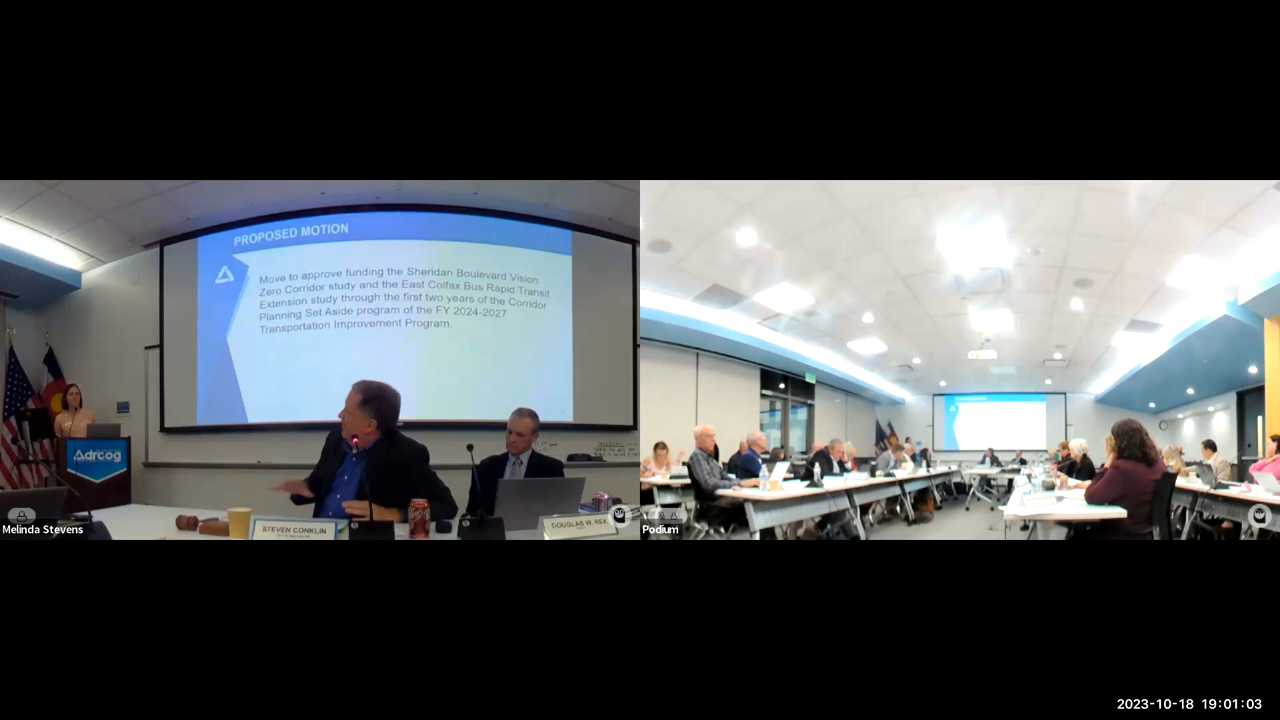 PROPOSED MOTION
Move to approve funding the Sheridan Boulevard Vision
Zero Corridor study and the East Colfax Bus Rapid Transit
Extension study through the first two years of the Corridor
Planning Set Aside program of the FY 2024-2027
Transportation Improvement Program.
drcog
STEVEN CONKLIN
DOUGLAS W. REX
Melinda Stevens
Podium
2023-10-18 19:01:03